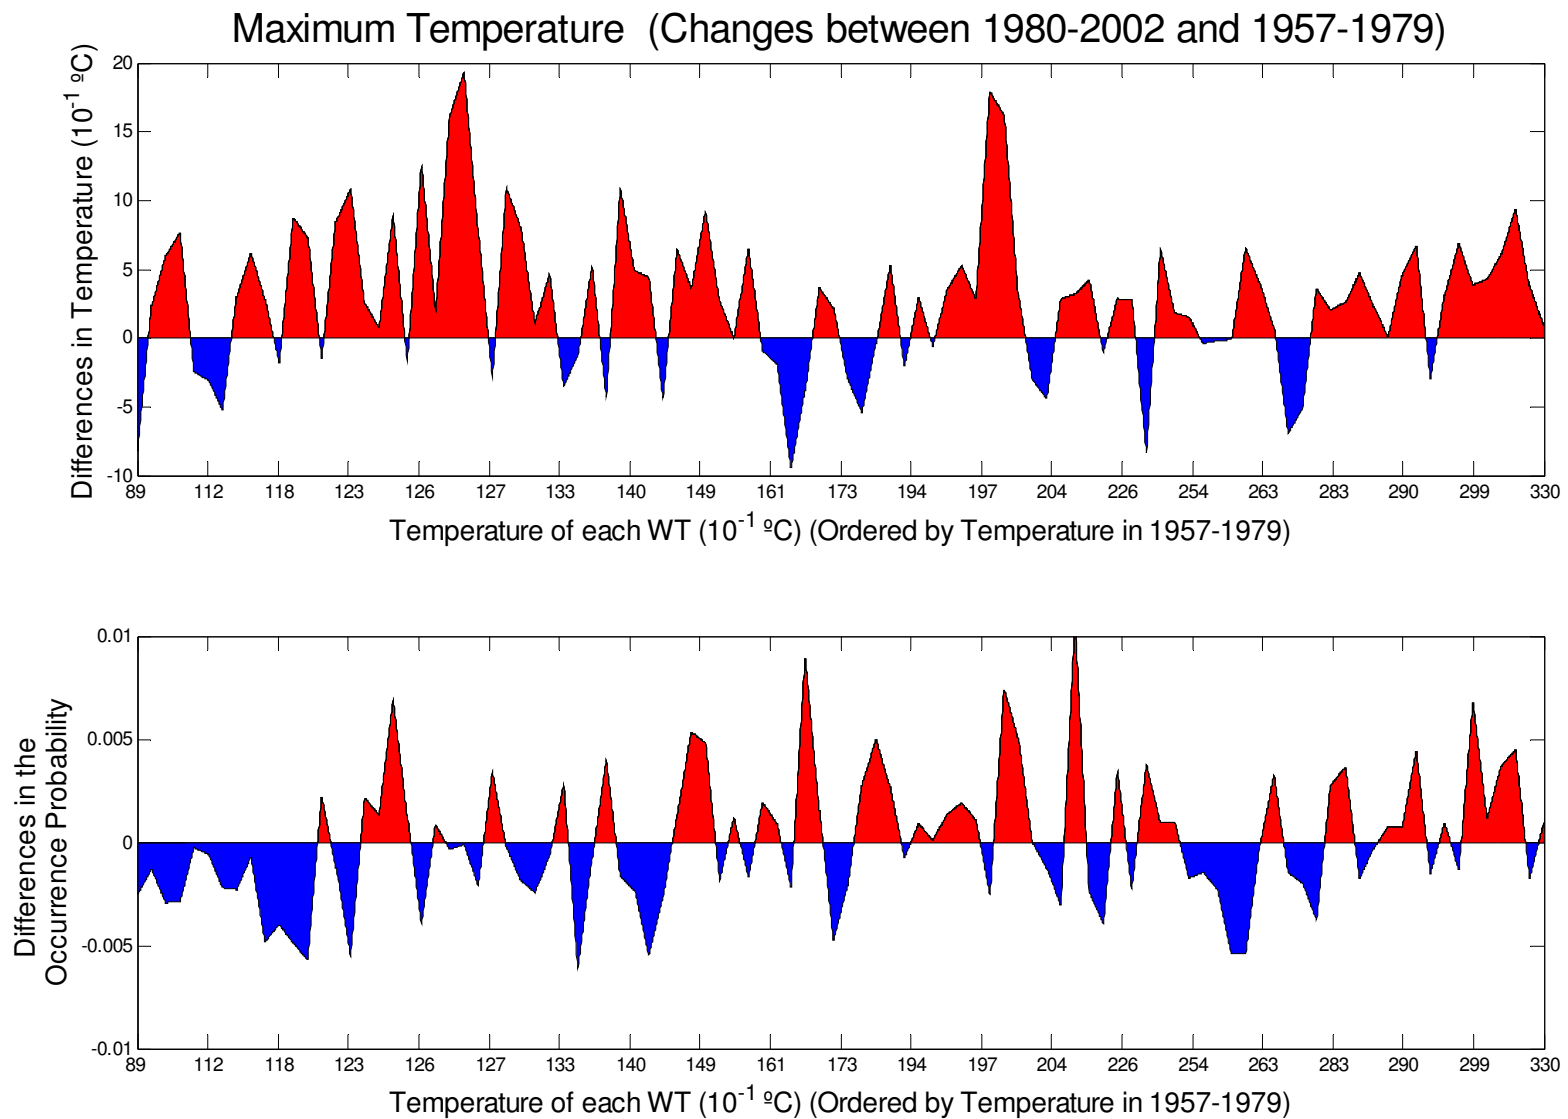 Maximum Temperature  (Changes between 1980-2002 and 1957-1979)
Differences in Temperature (10-1 ºC)
20
15
10
5
0
-5
-10
89 112 118 123 126 127 133 140 149 161 173 194 197 204 226 254 263 283 290 299 330
Temperature of each WT (10-1 ºC) (Ordered by Temperature in 1957-1979)
Differences in the
Occurrence Probability
0.01
0.005
0
-0.005
-0.01
89 112 118 123 126 127 133 140 149 161 173 194 197 204 226 254 263 283 290 299 330
Temperature of each WT (10-1 ºC) (Ordered by Temperature in 1957-1979)